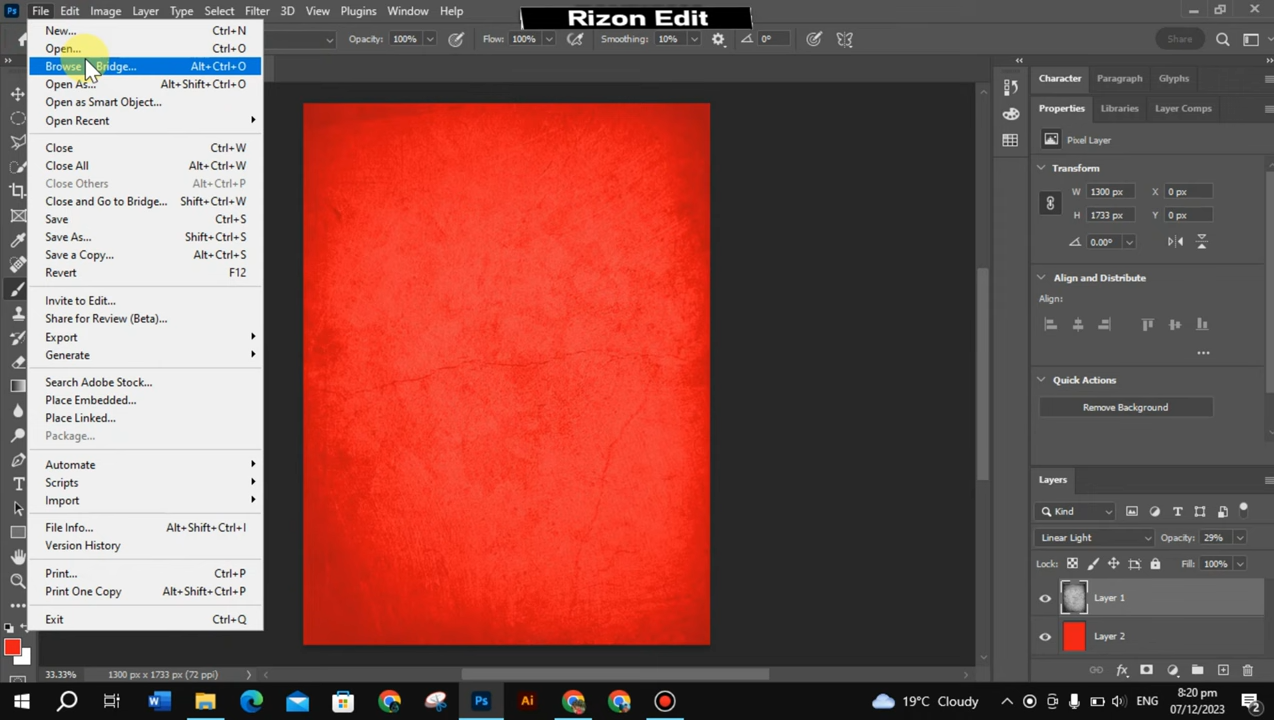 Ps File Edit Image Layer Type Select Filter 3D View Plugins Window Help
Rizon Edit
Opacity: 100% Flow: 100% Smoothing: 10% 0° Share
New... Ctrl+N
Open... Ctrl+O
Browse Bridge... Alt+Ctrl+O
Open As... Alt+Shift+Ctrl+O
Open as Smart Object...
Open Recent
Close Ctrl+W
Close All Alt+Ctrl+W
Close Others Alt+Ctrl+P
Close and Go to Bridge... Shift+Ctrl+W
Save Ctrl+S
Save As... Shift+Ctrl+S
Save a Copy... Alt+Ctrl+S
Revert F12
Invite to Edit...
Share for Review (Beta)...
Export
Generate
Search Adobe Stock...
Place Embedded...
Place Linked...
Package...
Automate
Scripts
Import
File Info... Alt+Shift+Ctrl+I
Version History
Print... Ctrl+P
Print One Copy Alt+Shift+Ctrl+P
Exit Ctrl+Q
Character Paragraph Glyphs
Properties Libraries Layer Comps
Pixel Layer
Transform
W 1300 px X 0 px
H 1733 px Y 0 px
0.00°
Align and Distribute
Align:
Quick Actions
Remove Background
Layers
Kind
Linear Light Opacity: 29%
Lock: Fill: 100%
Layer 1
Layer 2
fx
33.33% 1300 px x 1733 px (72 ppi)
W Ps Ai 19°C Cloudy ENG 8:20 pm
07/12/2023 2